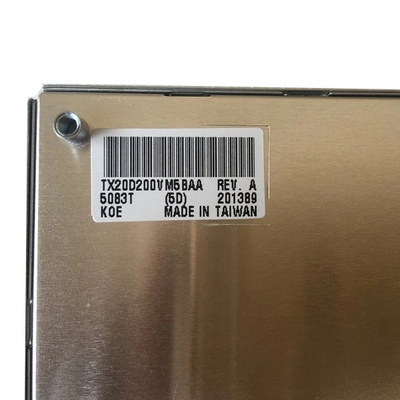 TX20D200VM5BAA REV. A
5083T (5D) 201389
KOE MADE IN TAIWAN